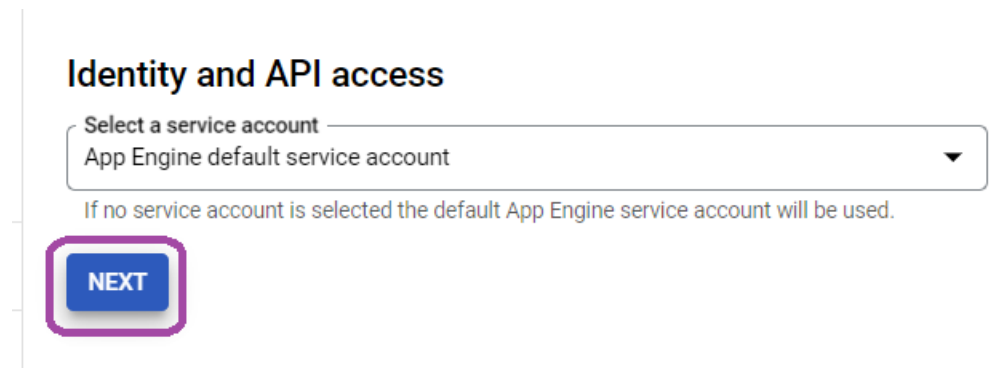 Identity and API access
Select a service account
App Engine default service account
If no service account is selected the default App Engine service account will be used.
NEXT